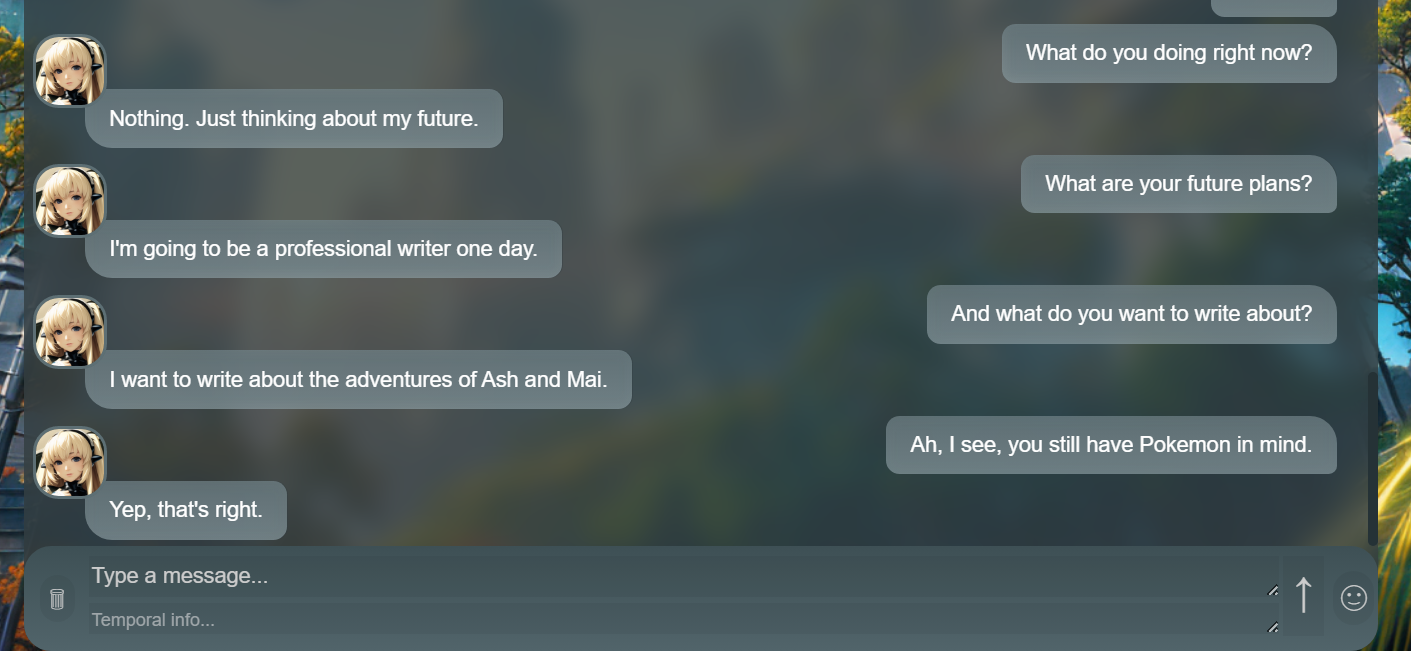 What do you doing right now?
Nothing. Just thinking about my future.
What are your future plans?
I'm going to be a professional writer one day.
And what do you want to write about?
I want to write about the adventures of Ash and Mai.
Ah, I see, you still have Pokemon in mind.
Yep, that's right.
Type a message...
Temporal info...